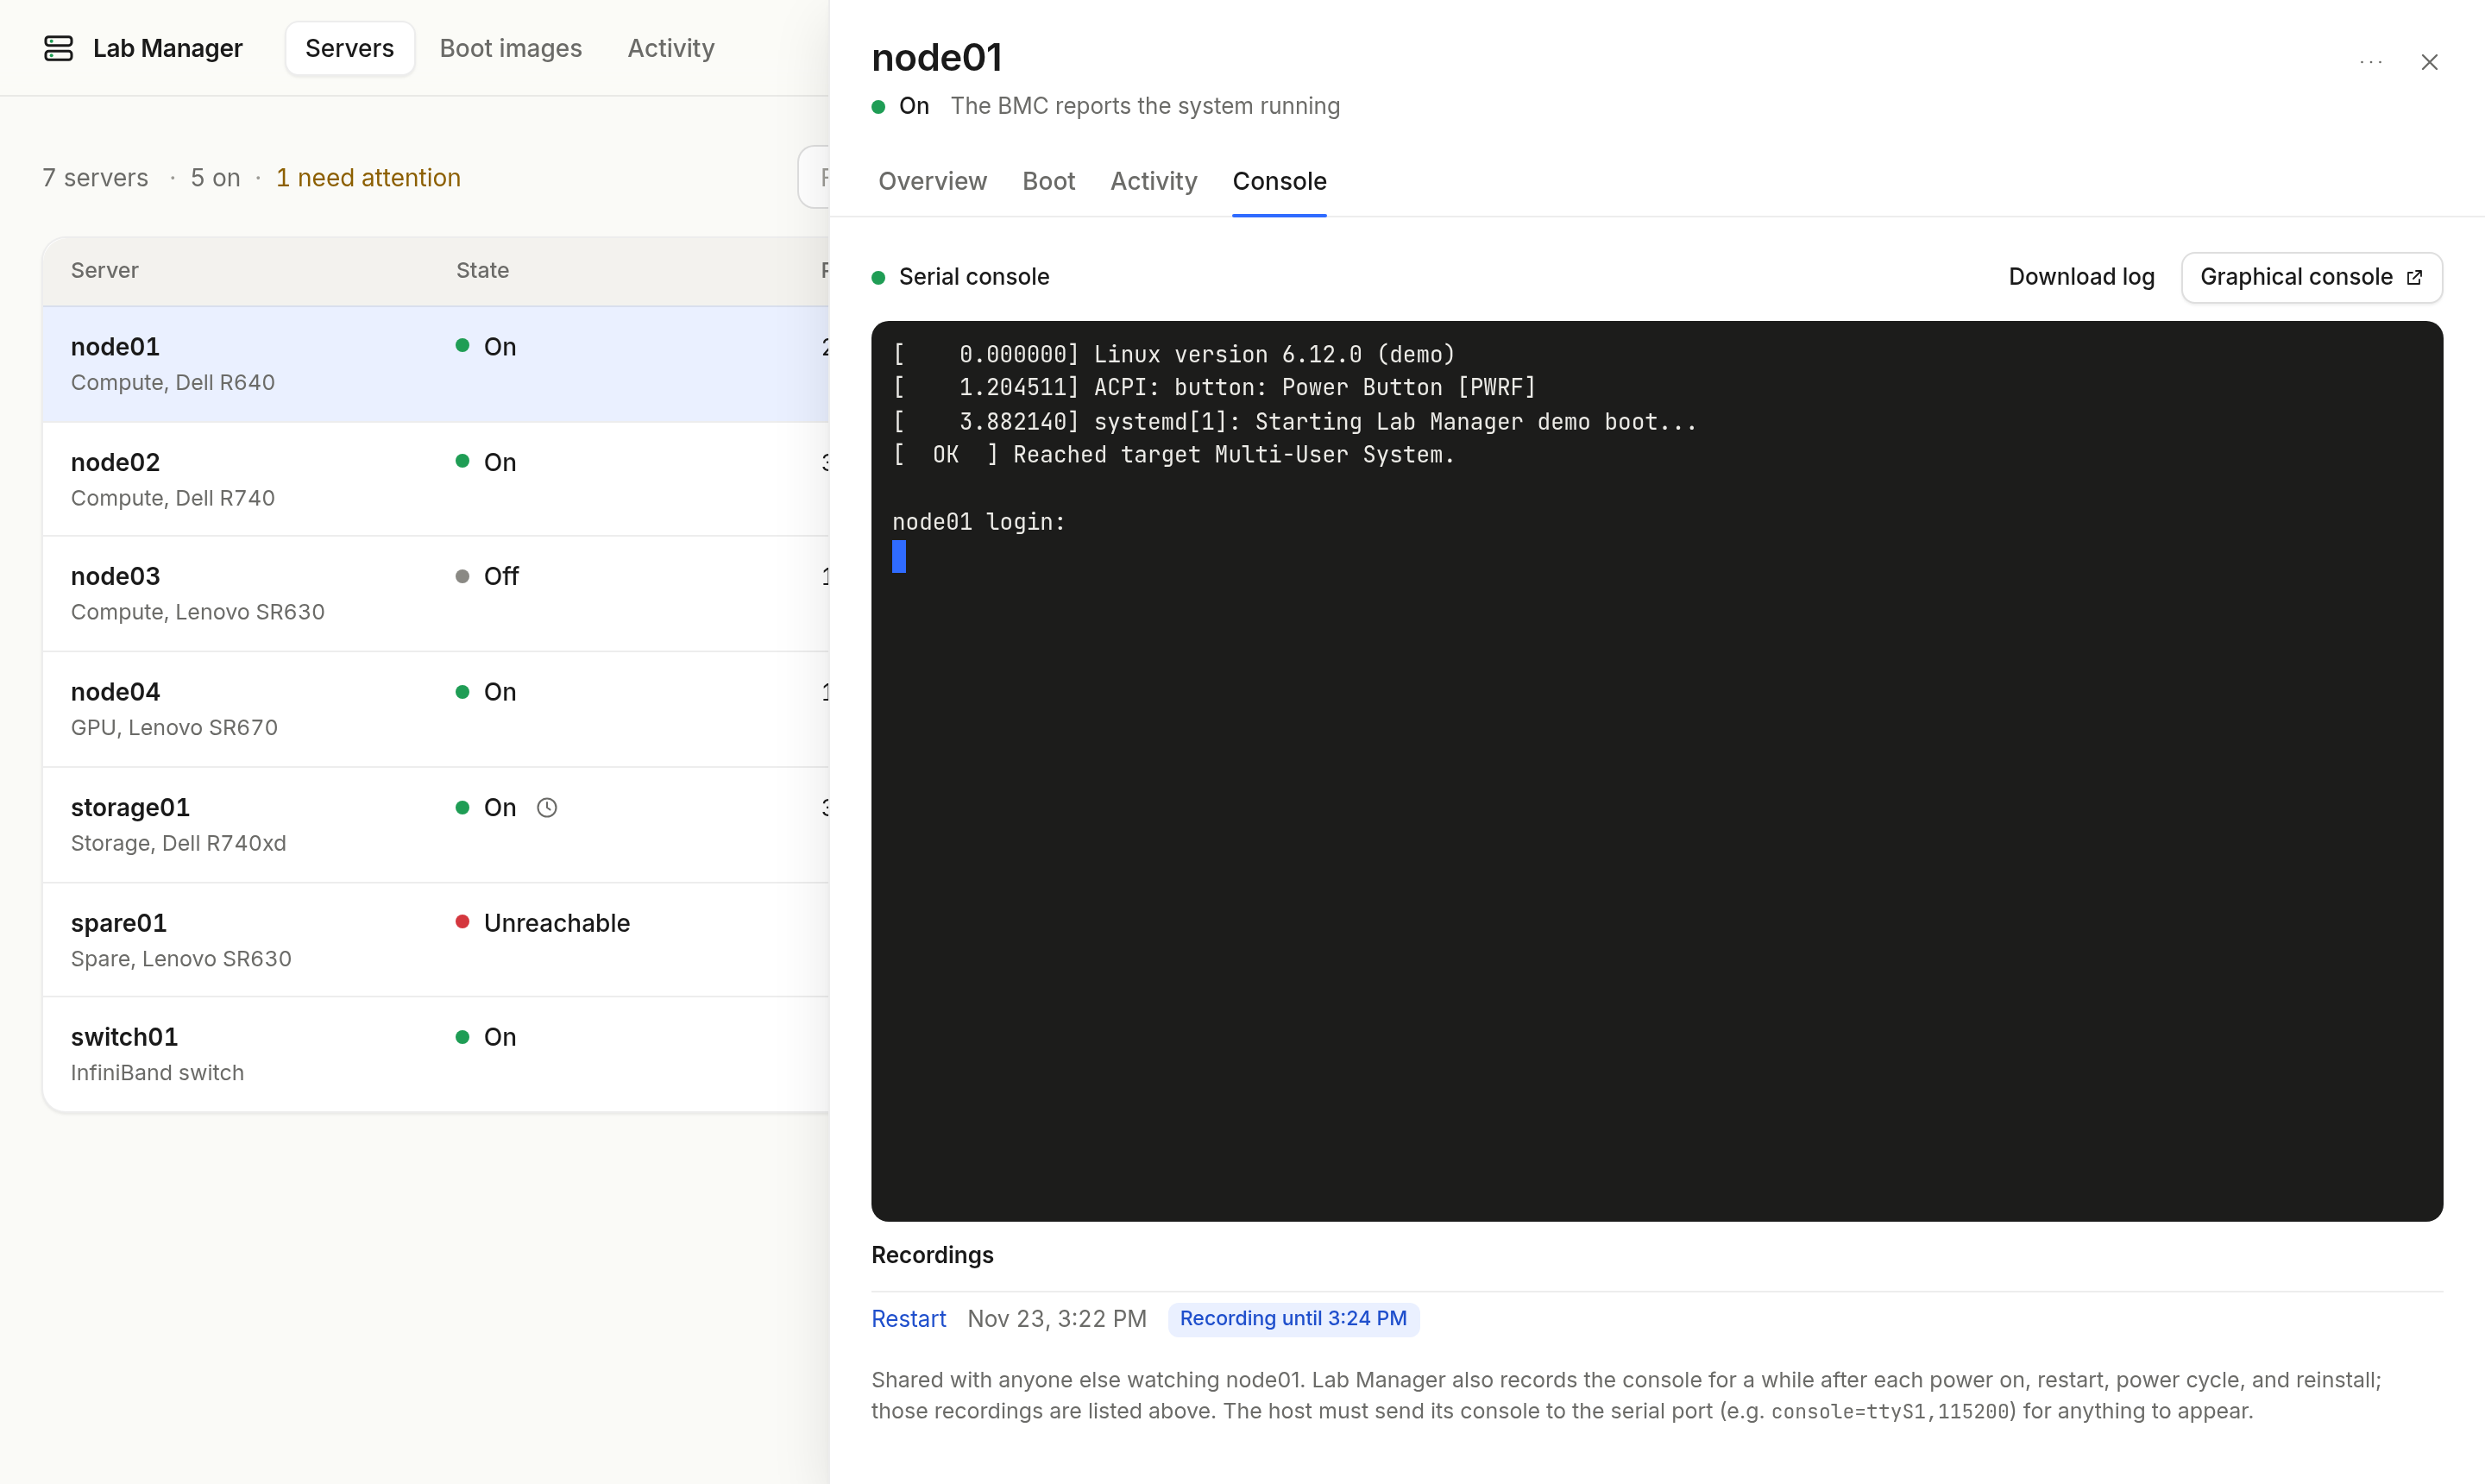 Lab Manager
Servers
Boot images
Activity
7 servers · 5 on · 1 need attention
Server State
node01 On
Compute, Dell R640
node02 On
Compute, Dell R740
node03 Off
Compute, Lenovo SR630
node04 On
GPU, Lenovo SR670
storage01 On
Storage, Dell R740xd
spare01 Unreachable
Spare, Lenovo SR630
switch01 On
InfiniBand switch
node01
On The BMC reports the system running
Overview Boot Activity Console
Serial console Download log Graphical console
[    0.000000] Linux version 6.12.0 (demo)
[    1.204511] ACPI: button: Power Button [PWRF]
[    3.882140] systemd[1]: Starting Lab Manager demo boot...
[  OK  ] Reached target Multi-User System.
node01 login:
Recordings
Restart Nov 23, 3:22 PM Recording until 3:24 PM
Shared with anyone else watching node01. Lab Manager also records the console for a while after each power on, restart, power cycle, and reinstall;
those recordings are listed above. The host must send its console to the serial port (e.g. console=ttyS1,115200) for anything to appear.